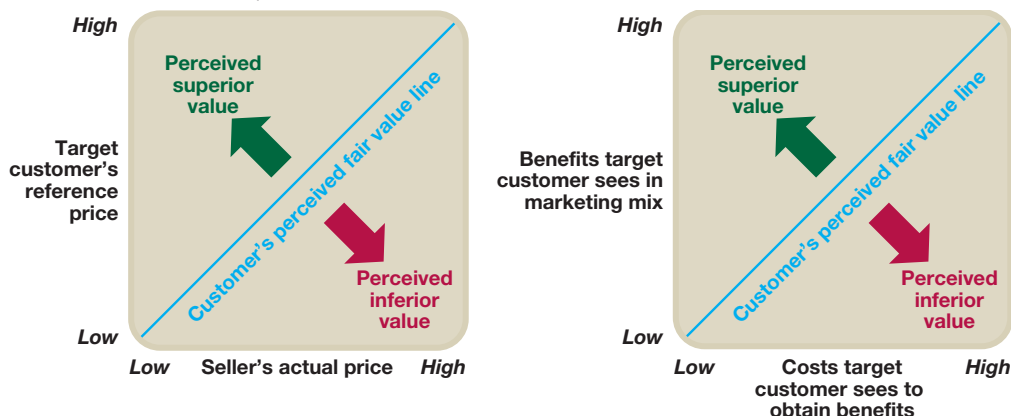 High
Perceived
superior
value
Customer's perceived fair value line
Target
customer's
reference
price
Perceived
inferior
value
Low
Low
Seller's actual price
High
High
Perceived
superior
value
Customer's perceived fair value line
Benefits target
customer sees in
marketing mix
Perceived
inferior
value
Low
Low
Costs target
customer sees to
obtain benefits
High